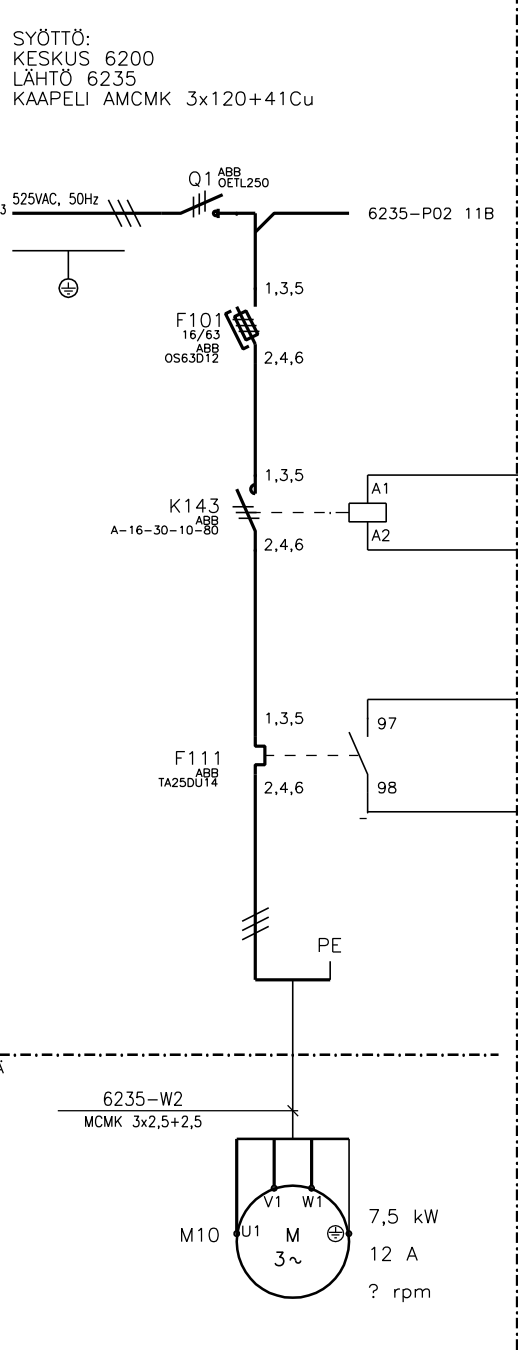 SYÖTTÖ:
KESKUS 6200
LÄHTÖ 6235
KAAPELI AMCMK 3x120+41Cu
Q1 ABB
OETL250
3 525VAC, 50Hz
6235-P02 11B
1,3,5
F101
16/63
ABB
OS63D12
2,4,6
1,3,5
A1
K143
ABB
A-16-30-10-80
A2
2,4,6
1,3,5
97
F111
ABB
TA25DU14
2,4,6
98
PE
Ä
6235-W2
MCMK 3x2,5+2,5
V1 W1
M10 U1 M
3~
7,5 kW
12 A
? rpm